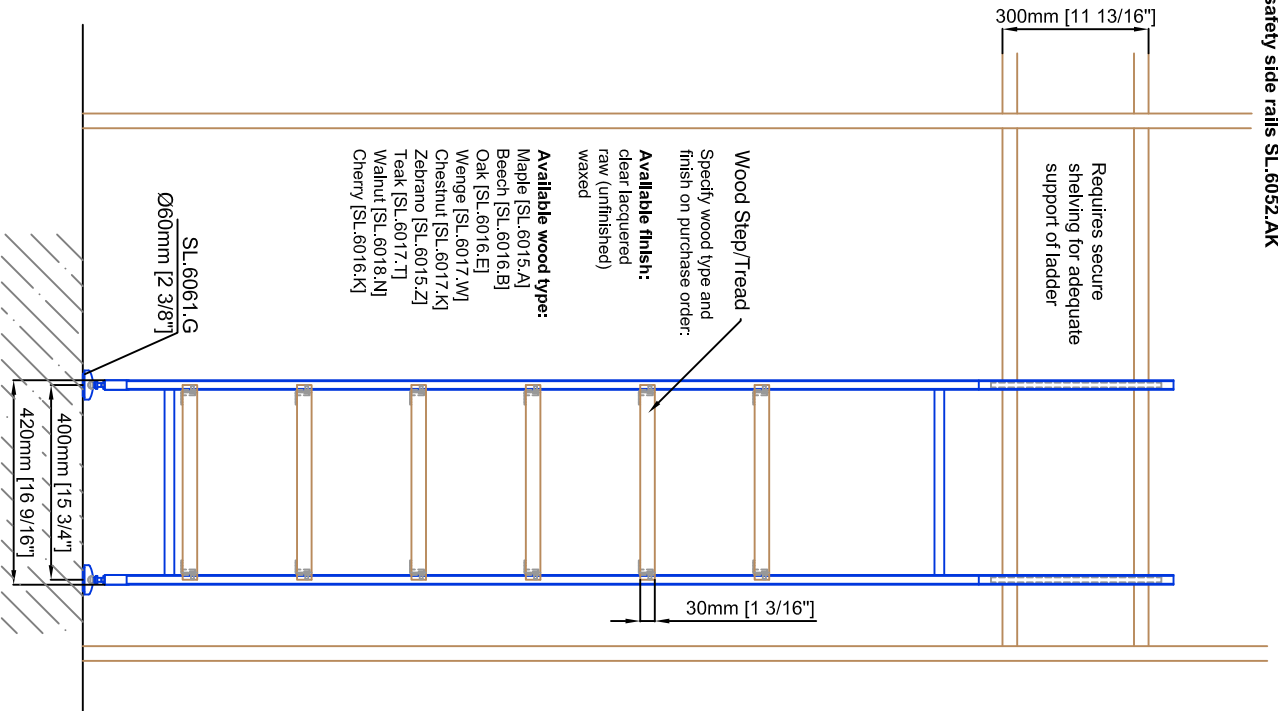 safety side rails SL.6052.AK
300mm [11 13/16"]
Requires secure
shelving for adequate
support of ladder
Wood Step/Tread
Specify wood type and
finish on purchase order:
Available finish:
clear lacquered
raw (unfinished)
waxed
Available wood type:
Maple [SL.6015.A]
Beech [SL.6016.B]
Oak [SL.6016.E]
Wenge [SL.6017.W]
Chestnut [SL.6017.K]
Zebrano [SL.6015.Z]
Teak [SL.6017.T]
Walnut [SL.6018.N]
Cherry [SL.6016.K]
30mm [1 3/16"]
SL.6061.G
Ø60mm [2 3/8"]
400mm [15 3/4"]
420mm [16 9/16"]